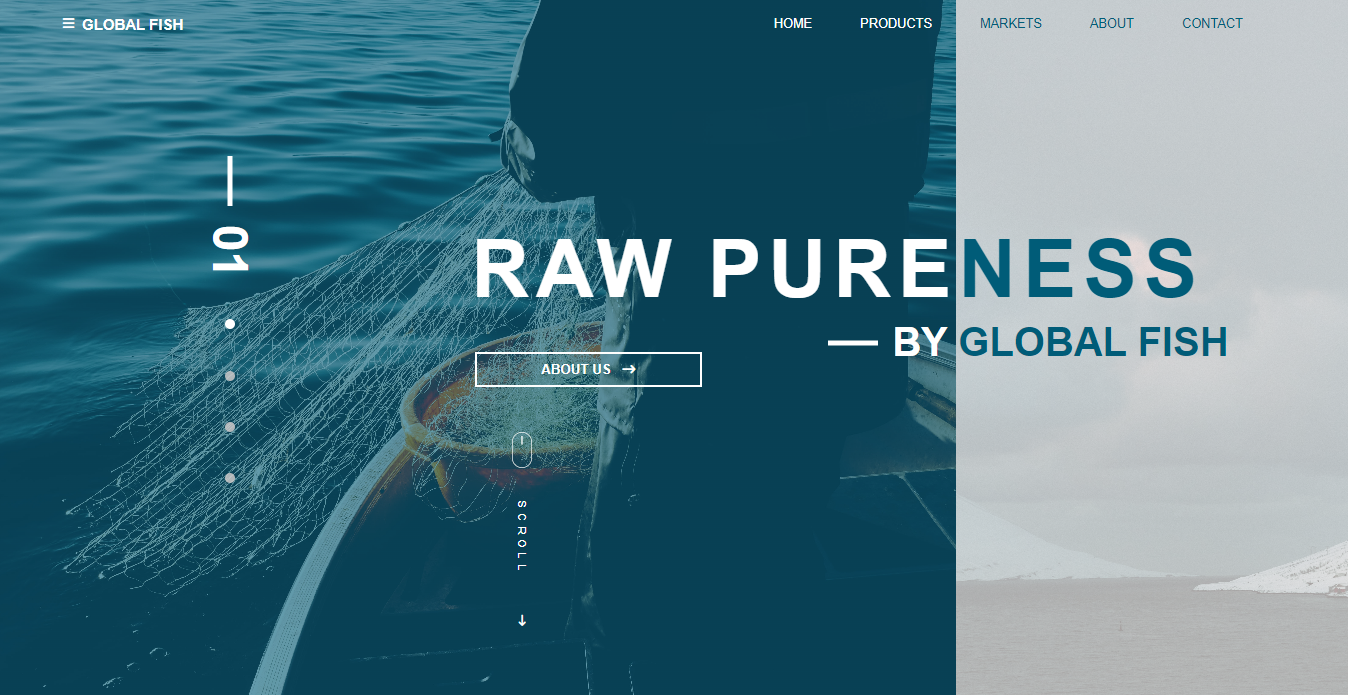 GLOBAL FISH
HOME PRODUCTS MARKETS ABOUT CONTACT
01
RAW PURENESS
BY GLOBAL FISH
ABOUT US
SCROLL